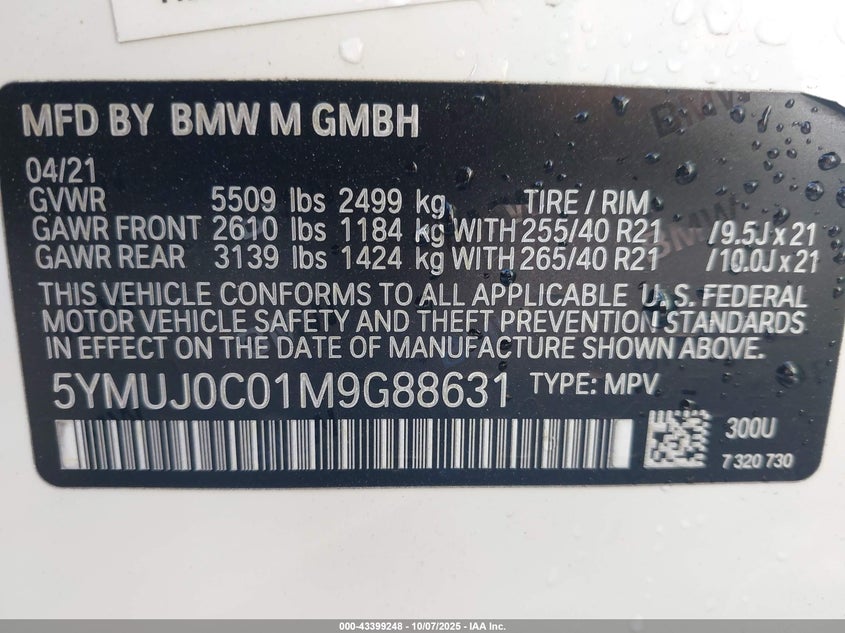 MFD BY BMW M GMBH
04/21
GVWR 5509 lbs 2499 kg TIRE / RIM
GAWR FRONT 2610 lbs 1184 kg WITH 255/40 R21 /9.5J x 21
GAWR REAR 3139 lbs 1424 kg WITH 265/40 R21 /10.0J x 21
THIS VEHICLE CONFORMS TO ALL APPLICABLE U.S. FEDERAL
MOTOR VEHICLE SAFETY AND THEFT PREVENTION STANDARDS
IN EFFECT ON THE DATE OF MANUFACTURE SHOWN ABOVE.
5YMUJ0C01M9G88631 TYPE: MPV
300U
7 320 730
000-43399248 - 10/07/2025 - IAA Inc.